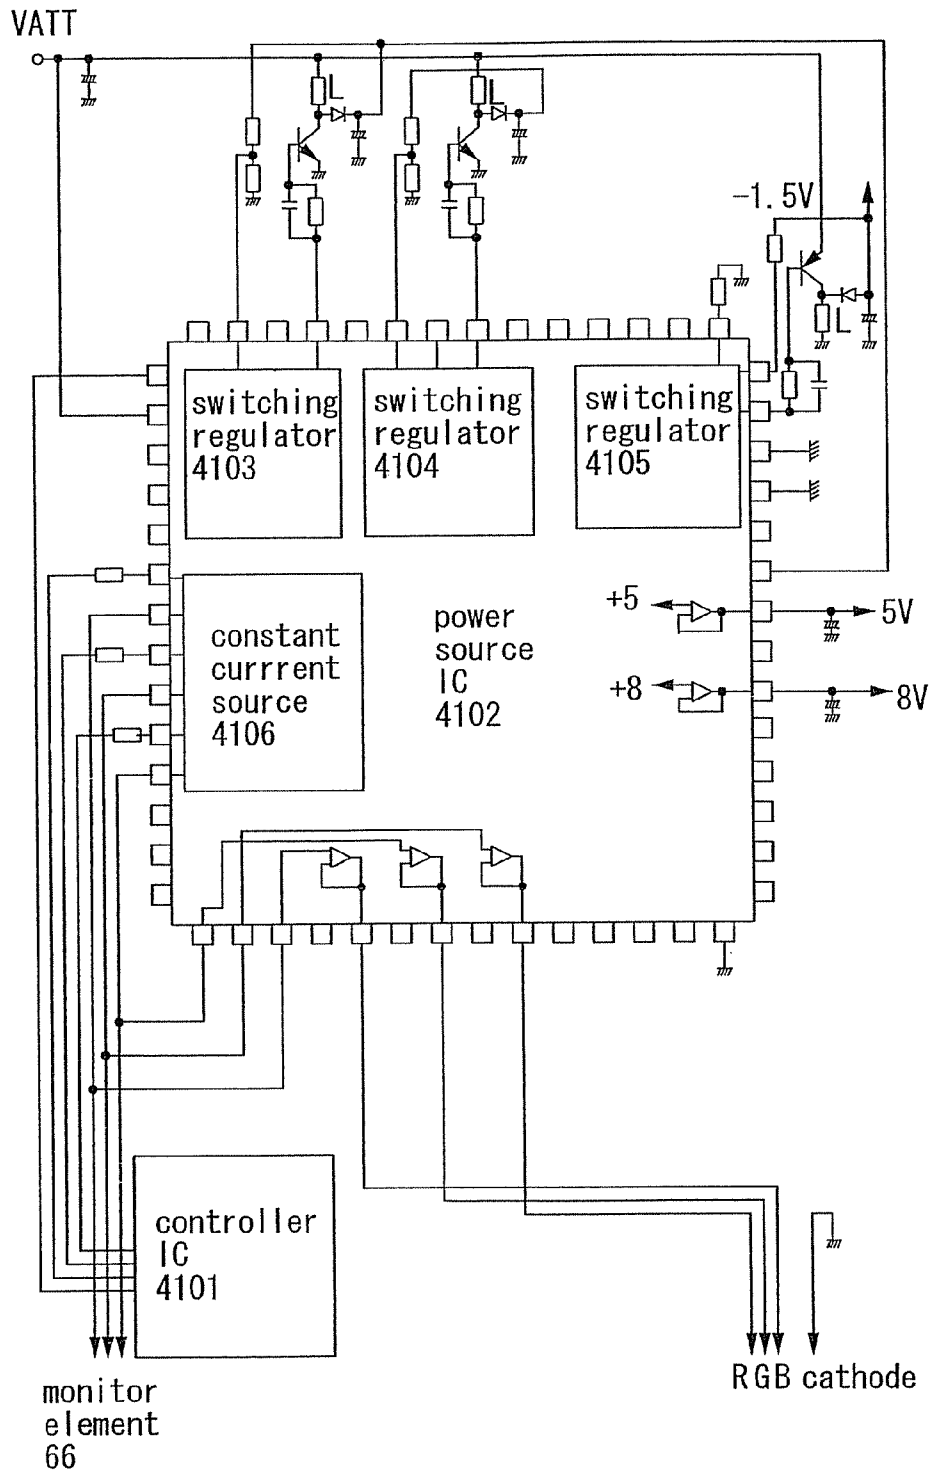 VATT
L
L
-1.5V
L
switching
regulator
4103
switching
regulator
4104
switching
regulator
4105
constant
currrent
source
4106
power
source
IC
4102
+5
5V
+8
8V
controller
IC
4101
monitor
element
66
RGB cathode